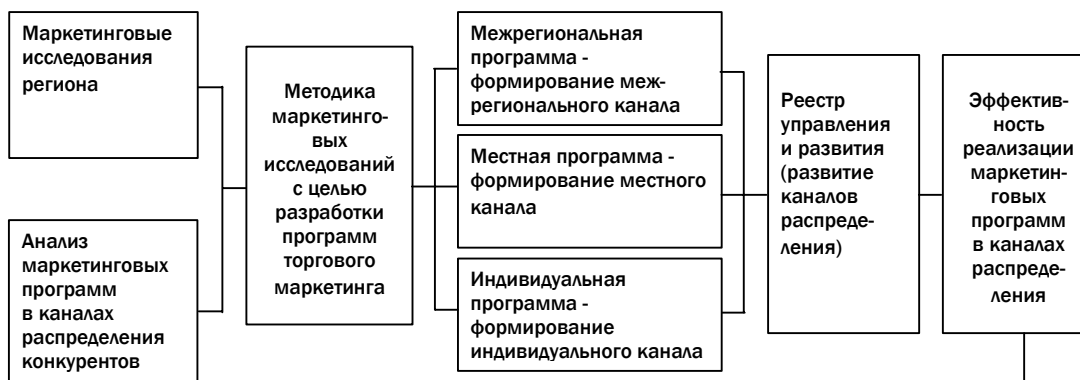 Маркетинговые
исследования
региона
Анализ
маркетинговых
программ
в каналах
распределения
конкурентов
Методика
маркетинго-
вых
исследований
с целью
разработки
программ
торгового
маркетинга
Межрегиональная
программа -
формирование меж-
регионального канала
Местная программа -
формирование местного
канала
Индивидуальная
программа -
формирование
индивидуального канала
Реестр
управления
и развития
(развитие
каналов
распреде-
ления)
Эффектив-
ность
реализации
маркетин-
говых
программ
в каналах
распреде-
ления